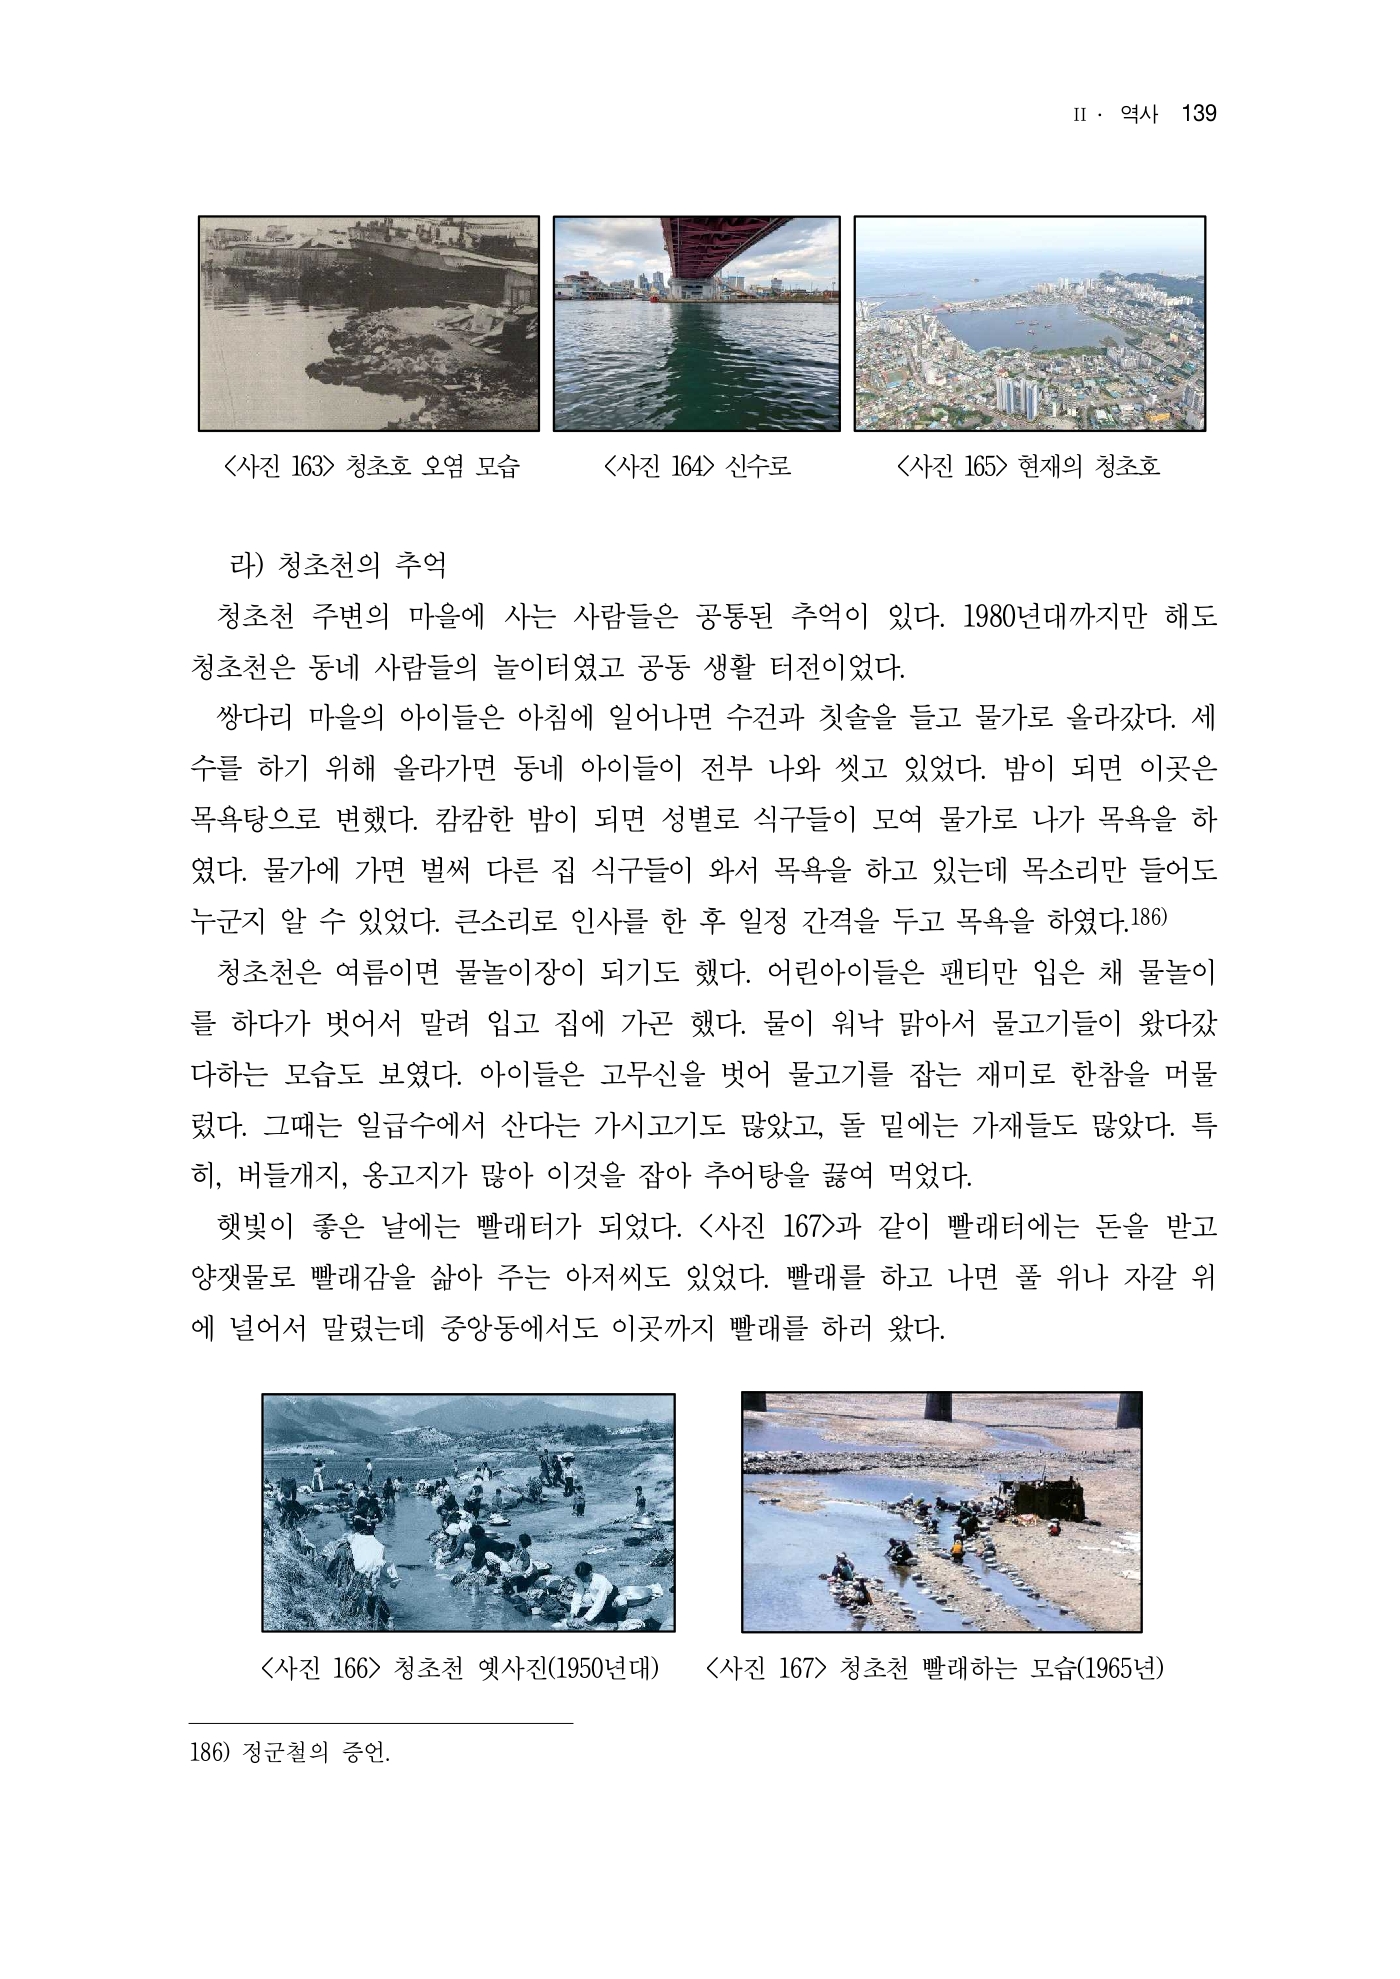 II · 역사 139
<사진 163> 청초호 오염 모습
<사진 164> 신수로
<사진 165> 현재의 청초호
라) 청초천의 추억
청초천 주변의 마을에 사는 사람들은 공통된 추억이 있다. 1980년대까지만 해도
청초천은 동네 사람들의 놀이터였고 공동 생활 터전이었다.
쌍다리 마을의 아이들은 아침에 일어나면 수건과 칫솔을 들고 물가로 올라갔다. 세
수를 하기 위해 올라가면 동네 아이들이 전부 나와 씻고 있었다. 밤이 되면 이곳은
목욕탕으로 변했다. 캄캄한 밤이 되면 성별로 식구들이 모여 물가로 나가 목욕을 하
였다. 물가에 가면 벌써 다른 집 식구들이 와서 목욕을 하고 있는데 목소리만 들어도
누군지 알 수 있었다. 큰소리로 인사를 한 후 일정 간격을 두고 목욕을 하였다.186)
청초천은 여름이면 물놀이장이 되기도 했다. 어린아이들은 팬티만 입은 채 물놀이
를 하다가 벗어서 말려 입고 집에 가곤 했다. 물이 워낙 맑아서 물고기들이 왔다갔
다하는 모습도 보였다. 아이들은 고무신을 벗어 물고기를 잡는 재미로 한참을 머물
렀다. 그때는 일급수에서 산다는 가시고기도 많았고, 돌 밑에는 가재들도 많았다. 특
히, 버들개지, 옹고지가 많아 이것을 잡아 추어탕을 끓여 먹었다.
햇빛이 좋은 날에는 빨래터가 되었다. <사진 167>과 같이 빨래터에는 돈을 받고
양잿물로 빨래감을 삶아 주는 아저씨도 있었다. 빨래를 하고 나면 풀 위나 자갈 위
에 널어서 말렸는데 중앙동에서도 이곳까지 빨래를 하러 왔다.
<사진 166> 청초천 옛사진(1950년대)
<사진 167> 청초천 빨래하는 모습(1965년)
186) 정군철의 증언.